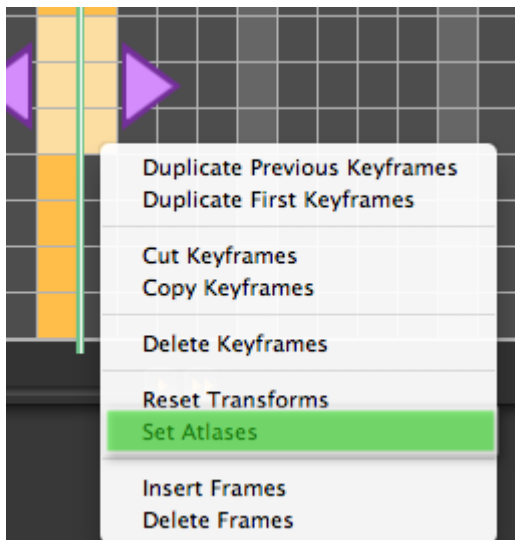 Duplicate Previous Keyframes
Duplicate First Keyframes
Cut Keyframes
Copy Keyframes
Delete Keyframes
Reset Transforms
Set Atlases
Insert Frames
Delete Frames